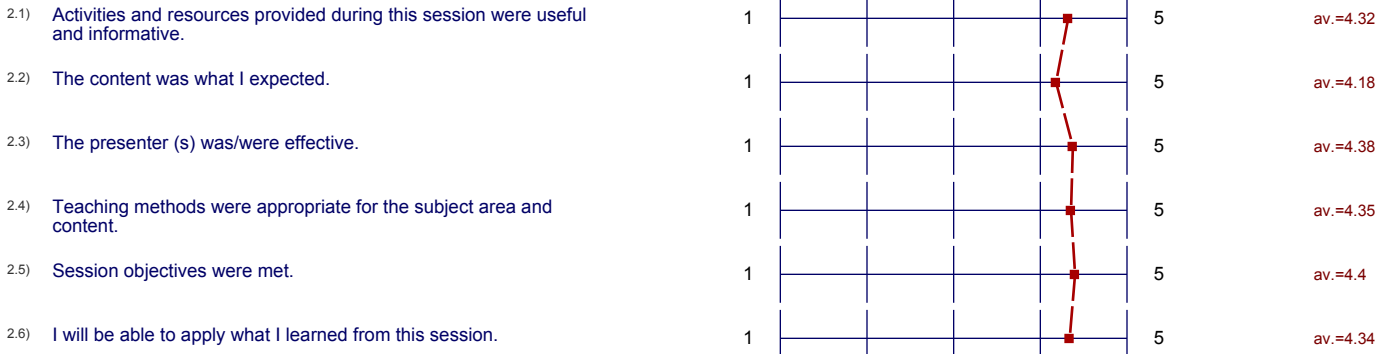 2.1) Activities and resources provided during this session were useful 1 5 av.=4.32
and informative.
2.2) The content was what I expected. 1 5 av.=4.18
2.3) The presenter (s) was/were effective. 1 5 av.=4.38
2.4) Teaching methods were appropriate for the subject area and 1 5 av.=4.35
content.
2.5) Session objectives were met. 1 5 av.=4.4
2.6) I will be able to apply what I learned from this session. 1 5 av.=4.34